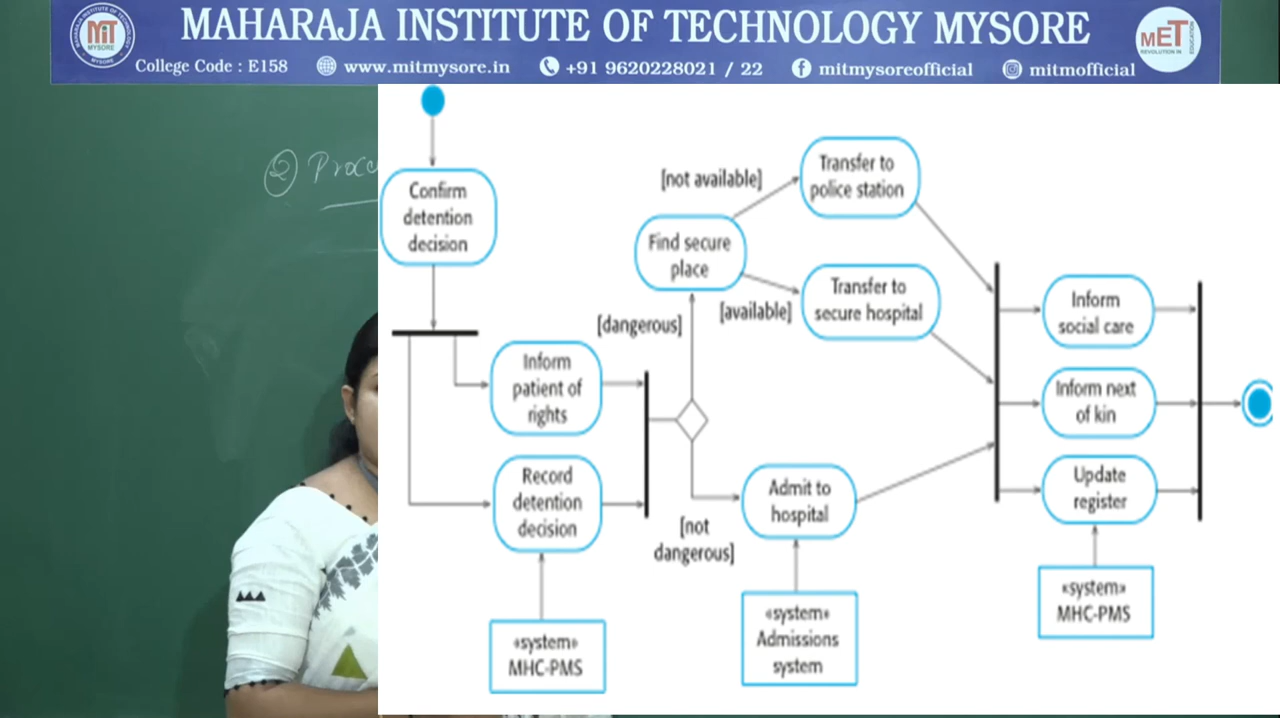 MAHARAJA INSTITUTE OF TECHNOLOGY MYSORE
MiT
MYSORE
College Code : E158
www.mitmysore.in
+91 9620228021 / 22
mitmysoreofficial
mitmofficial
MET
REVOLUTION IN EDUCATION
Q
Confirm
detention
decision
Inform
patient of
rights
Record
detention
decision
«system»
MHC-PMS
[dangerous]
[not
dangerous]
Find secure
place
[not available]
[available]
Transfer to
police station
Transfer to
secure hospital
Admit to
hospital
«system»
Admissions
system
Inform
social care
Inform next
of kin
Update
register
«system»
MHC-PMS